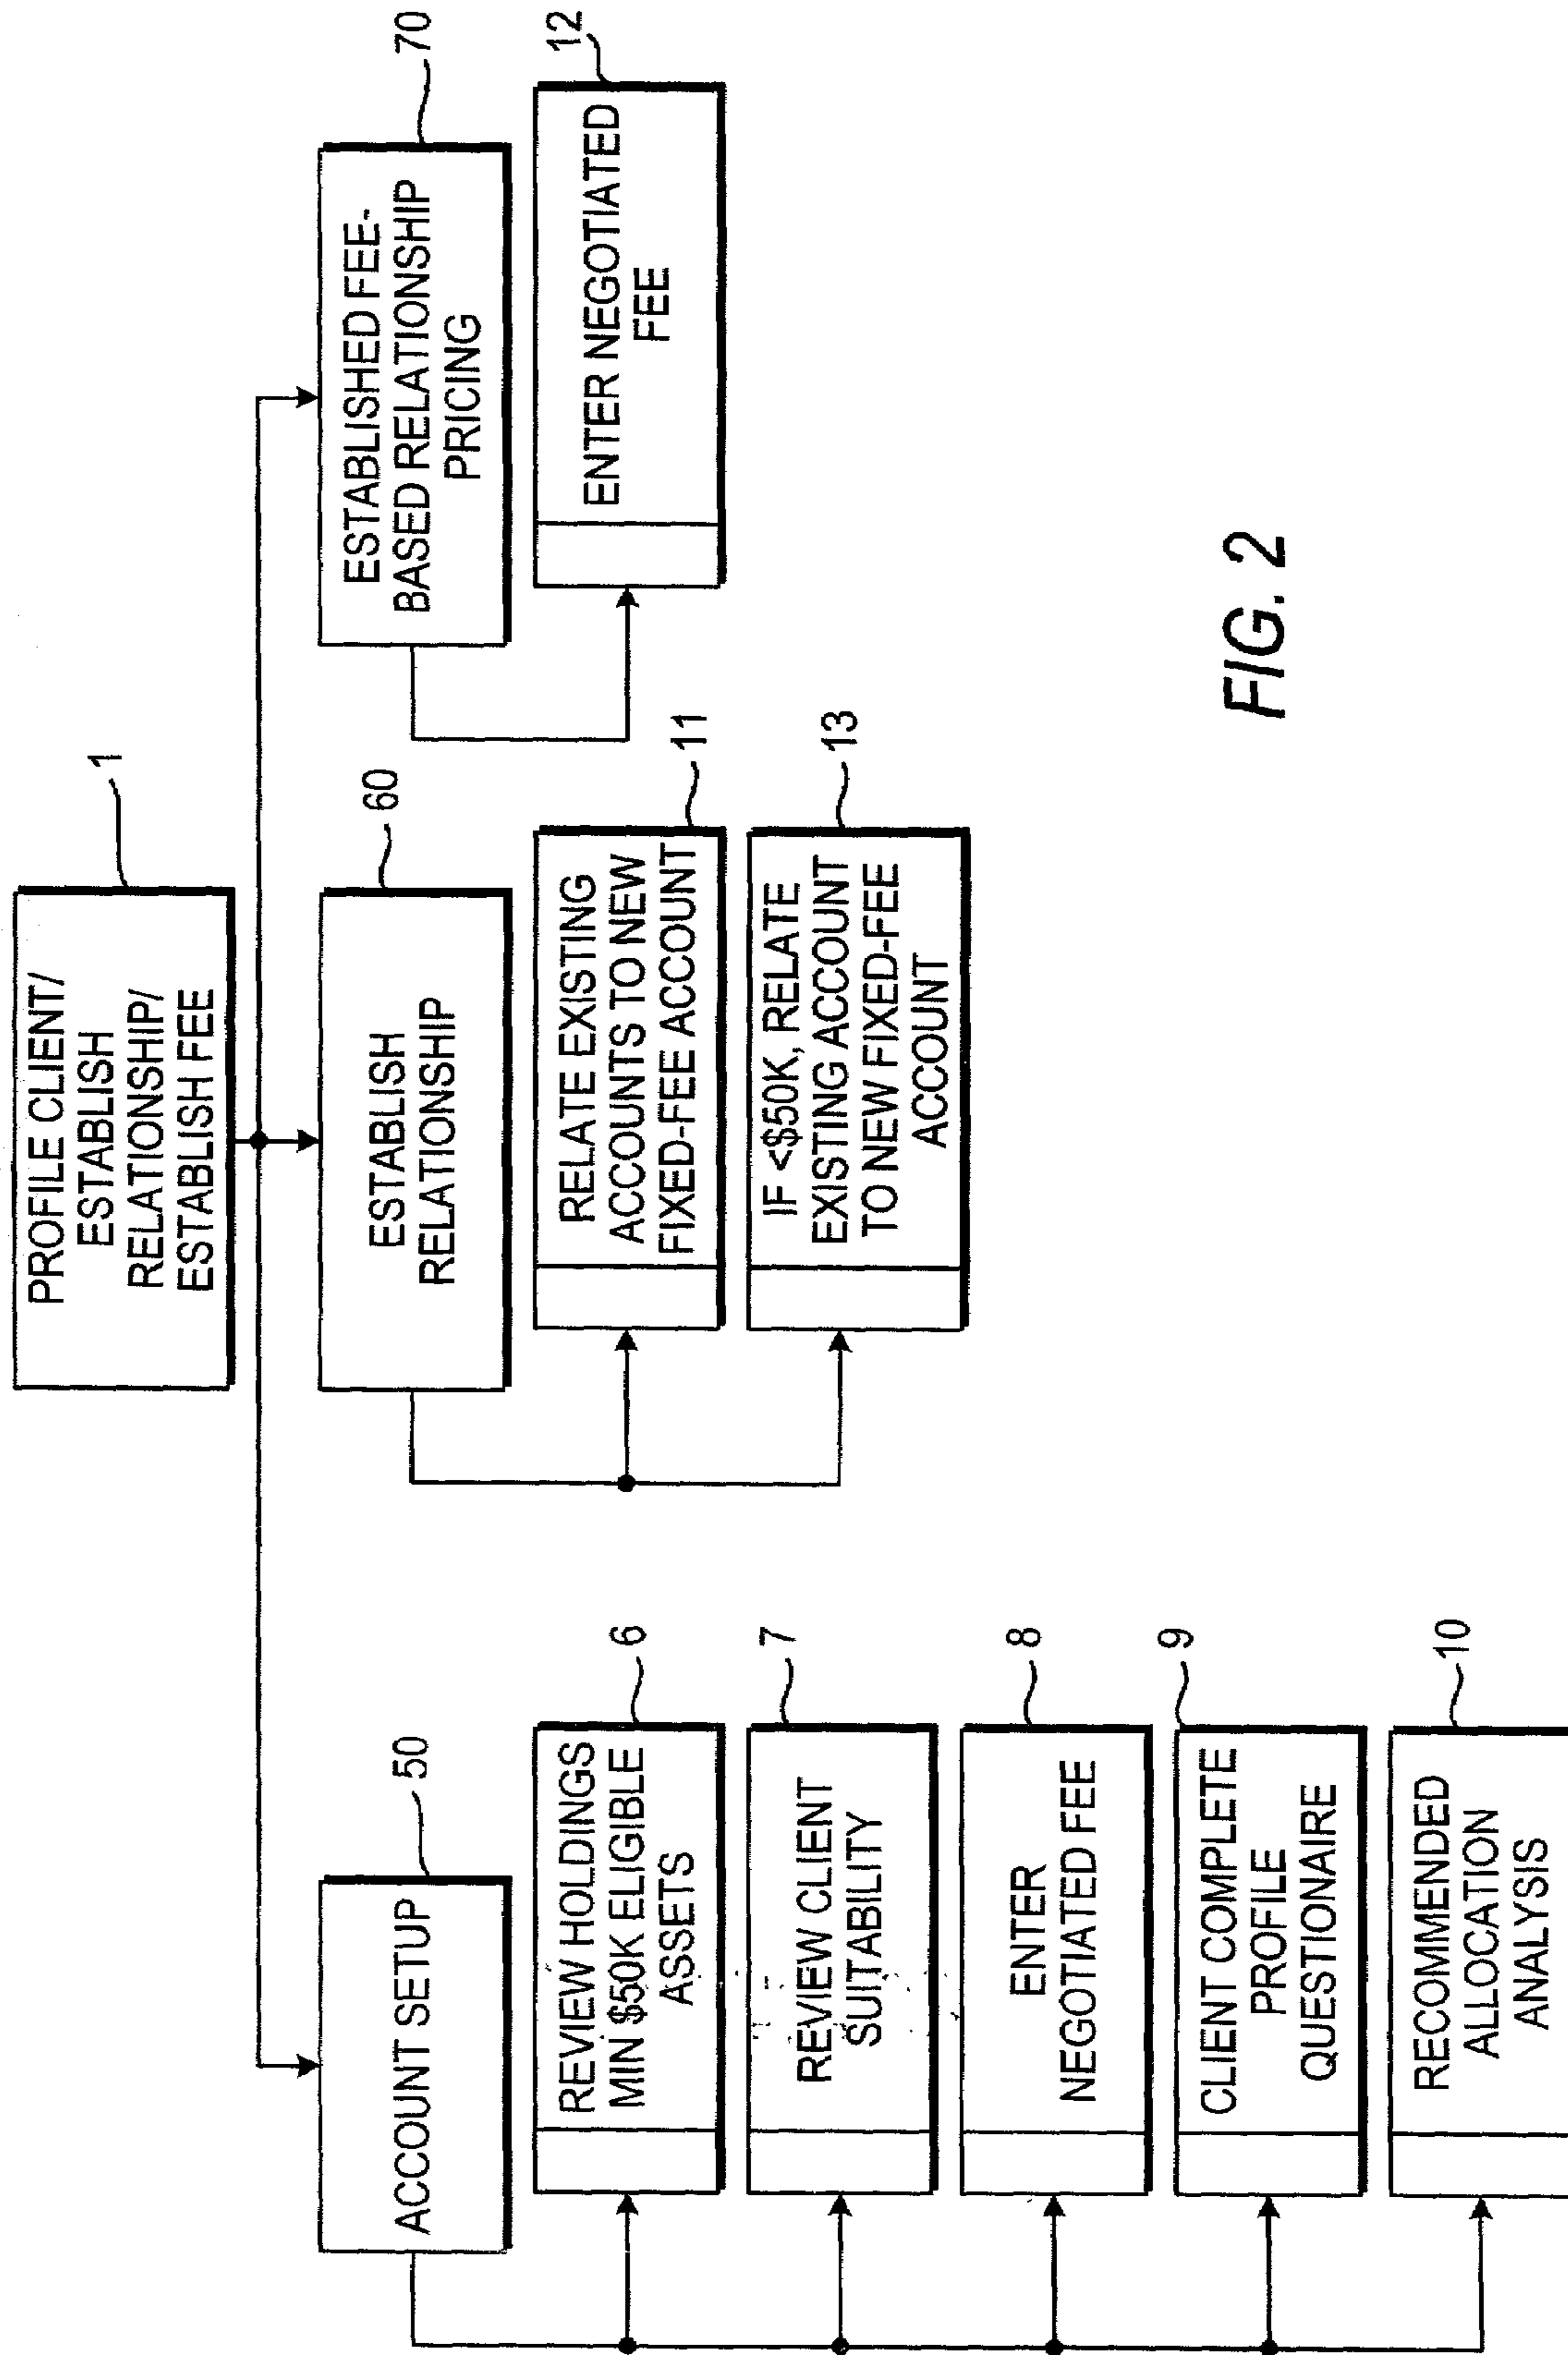 PROFILE CLIENT/
ESTABLISH
RELATIONSHIP/
ESTABLISH FEE
1
ACCOUNT SETUP
50
REVIEW HOLDINGS
MIN $50K ELIGIBLE
ASSETS
6
REVIEW CLIENT
SUITABILITY
7
ENTER
NEGOTIATED FEE
8
CLIENT COMPLETE
PROFILE
QUESTIONAIRE
9
RECOMMENDED
ALLOCATION
ANALYSIS
10
ESTABLISH
RELATIONSHIP
60
RELATE EXISTING
ACCOUNTS TO NEW
FIXED-FEE ACCOUNT
11
IF <$50K, RELATE
EXISTING ACCOUNT
TO NEW FIXED-FEE
ACCOUNT
13
ESTABLISHED FEE-
BASED RELATIONSHIP
PRICING
70
ENTER NEGOTIATED
FEE
12
FIG. 2